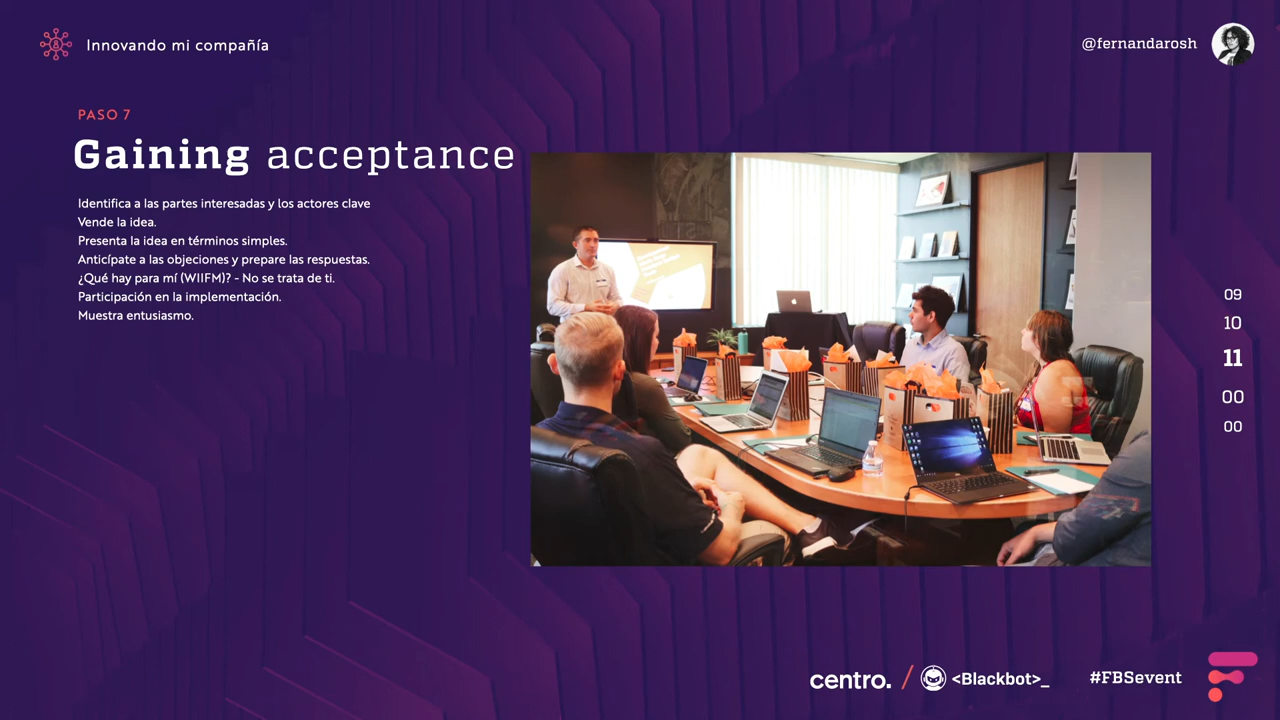 Innovando mi compañía
@fernandarosh
PASO 7
Gaining acceptance
Identifica a las partes interesadas y los actores clave
Vende la idea.
Presenta la idea en términos simples.
Anticípate a las objeciones y prepare las respuestas.
¿Qué hay para mí (WIIFM)? - No se trata de ti.
Participación en la implementación.
Muestra entusiasmo.
09
10
11
00
00
centro. / <Blackbot>_
#FBSevent